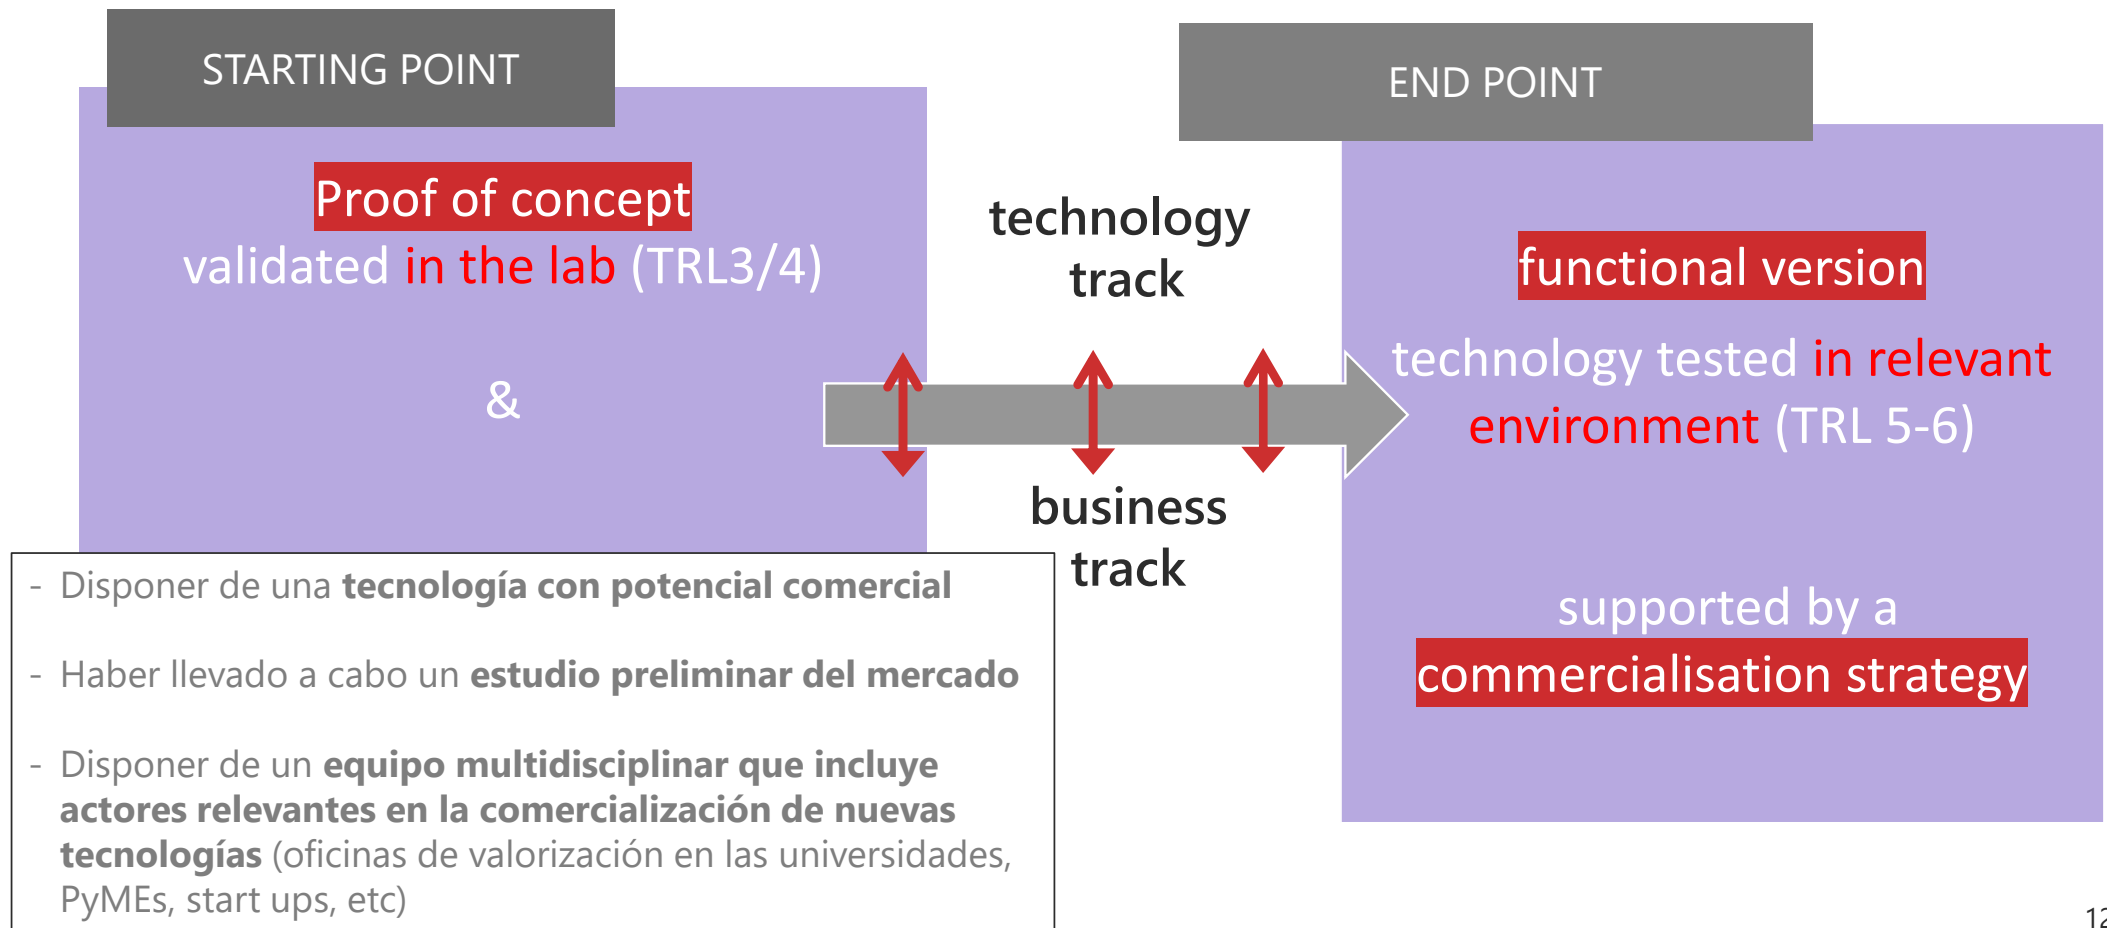 STARTING POINT
Proof of concept
validated in the lab (TRL3/4)
&
- Disponer de una tecnología con potencial comercial
- Haber llevado a cabo un estudio preliminar del mercado
- Disponer de un equipo multidisciplinar que incluye
actores relevantes en la comercialización de nuevas
tecnologías (oficinas de valorización en las universidades,
PyMEs, start ups, etc)
technology
track
business
track
END POINT
functional version
technology tested in relevant
environment (TRL 5-6)
supported by a
commercialisation strategy
12